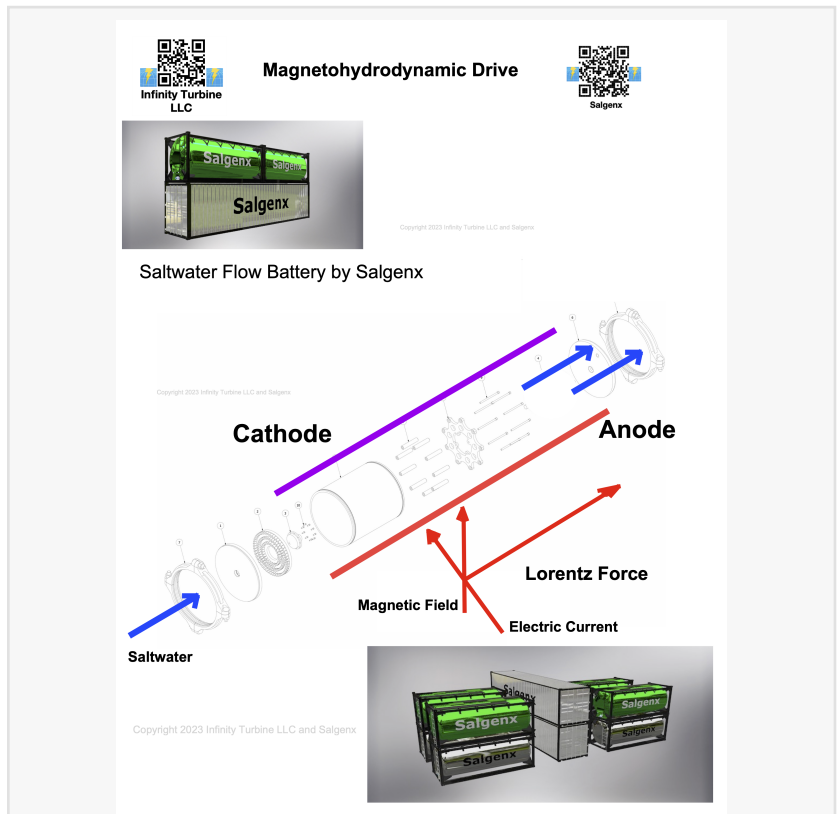 Infinity Turbine
LLC
Magnetohydrodynamic Drive
Salgenx
Salgenx
Salgenx
Salgenx
Copyright 2023 Infinity Turbine LLC and Salgenx
Saltwater Flow Battery by Salgenx
Copyright 2023 Infinity Turbine LLC and Salgenx
Cathode
Anode
Lorentz Force
Magnetic Field
Electric Current
Saltwater
Salgenx
Salgenx
Salgenx
Salgenx
Salgenx
Copyright 2023 Infinity Turbine LLC and Salgenx